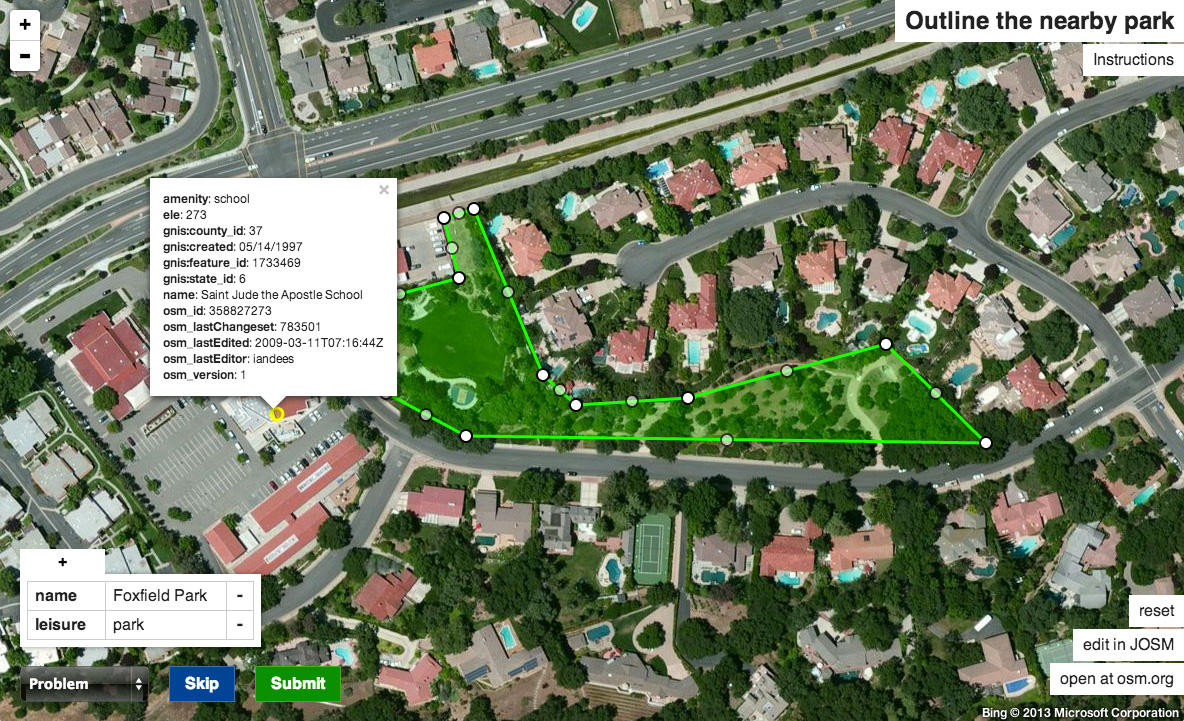 +
-
Outline the nearby park
Instructions
×
amenity: school
ele: 273
gnis:county_id: 37
gnis:created: 05/14/1997
gnis:feature_id: 1733469
gnis:state_id: 6
name: Saint Jude the Apostle School
osm_id: 358827273
osm_lastChangeset: 783501
osm_lastEdited: 2009-03-11T07:16:44Z
osm_lastEditor: iandees
osm_version: 1
+
name Foxfield Park -
leisure park -
Problem Skip Submit
reset
edit in JOSM
open at osm.org
Bing © 2013 Microsoft Corporation